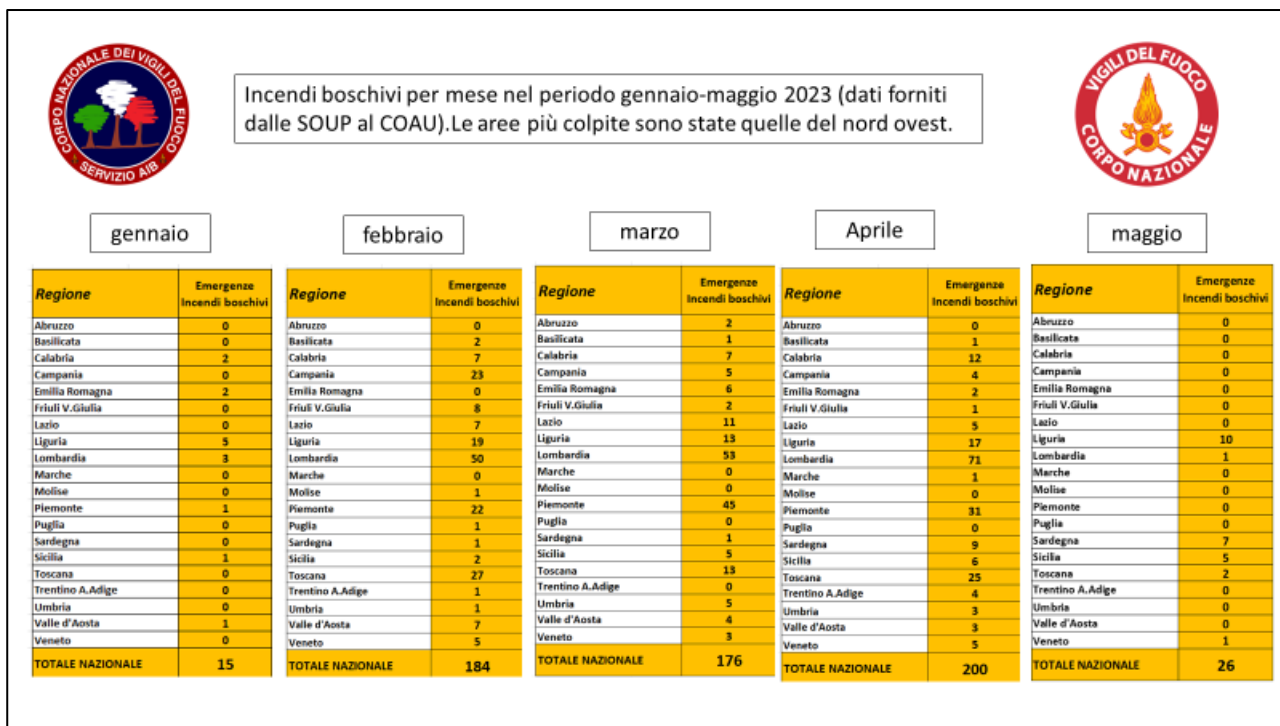 CORPO NAZIONALE DEI VIGILI DEL FUOCO
SERVIZIO AIB
Incendi boschivi per mese nel periodo gennaio-maggio 2023 (dati forniti
dalle SOUP al COAU).Le aree più colpite sono state quelle del nord ovest.
VIGILI DEL FUOCO
CORPO NAZIONALE
gennaio
Regione Emergenze
Incendi boschivi
Abruzzo 0
Basilicata 0
Calabria 2
Campania 0
Emilia Romagna 2
Friuli V.Giulia 0
Lazio 0
Liguria 5
Lombardia 3
Marche 0
Molise 0
Piemonte 1
Puglia 0
Sardegna 0
Sicilia 1
Toscana 0
Trentino A.Adige 0
Umbria 0
Valle d'Aosta 1
Veneto 0
TOTALE NAZIONALE 15
febbraio
Regione Emergenze
Incendi boschivi
Abruzzo 0
Basilicata 2
Calabria 7
Campania 23
Emilia Romagna 0
Friuli V.Giulia 8
Lazio 7
Liguria 19
Lombardia 50
Marche 0
Molise 1
Piemonte 22
Puglia 1
Sardegna 1
Sicilia 2
Toscana 27
Trentino A.Adige 1
Umbria 1
Valle d'Aosta 7
Veneto 5
TOTALE NAZIONALE 184
marzo
Regione Emergenze
Incendi boschivi
Abruzzo 2
Basilicata 1
Calabria 7
Campania 5
Emilia Romagna 6
Friuli V.Giulia 2
Lazio 11
Liguria 13
Lombardia 53
Marche 0
Molise 0
Piemonte 45
Puglia 0
Sardegna 1
Sicilia 5
Toscana 13
Trentino A.Adige 0
Umbria 5
Valle d'Aosta 4
Veneto 3
TOTALE NAZIONALE 176
Aprile
Regione Emergenze
Incendi boschivi
Abruzzo 0
Basilicata 1
Calabria 12
Campania 4
Emilia Romagna 2
Friuli V.Giulia 1
Lazio 5
Liguria 17
Lombardia 71
Marche 1
Molise 0
Piemonte 31
Puglia 0
Sardegna 9
Sicilia 6
Toscana 25
Trentino A.Adige 4
Umbria 3
Valle d'Aosta 3
Veneto 5
TOTALE NAZIONALE 200
maggio
Regione Emergenze
Incendi boschivi
Abruzzo 0
Basilicata 0
Calabria 0
Campania 0
Emilia Romagna 0
Friuli V.Giulia 0
Lazio 0
Liguria 10
Lombardia 1
Marche 0
Molise 0
Piemonte 0
Puglia 0
Sardegna 7
Sicilia 5
Toscana 2
Trentino A.Adige 0
Umbria 0
Valle d'Aosta 0
Veneto 1
TOTALE NAZIONALE 26